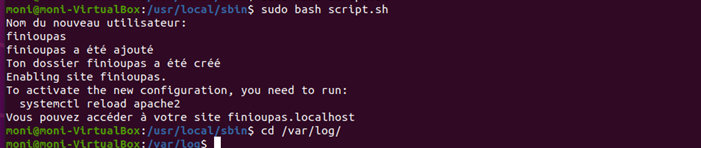 moni@moni-VirtualBox:/usr/local/sbin$ sudo bash script.sh
Nom du nouveau utilisateur:
finioupas
finioupas a été ajouté
Ton dossier finioupas a été créé
Enabling site finioupas.
To activate the new configuration, you need to run:
  systemctl reload apache2
Vous pouvez accéder à votre site finioupas.localhost
moni@moni-VirtualBox:/usr/local/sbin$ cd /var/log/
moni@moni-VirtualBox:/var/log$